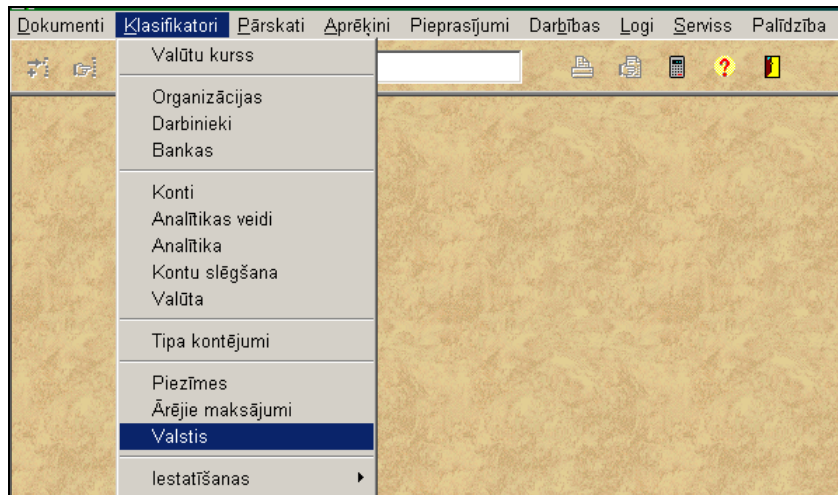 Dokumenti Klasifikatori Pārskati Aprēķini Pieprasījumi Darbības Logi Serviss Palīdzība
Valūtu kurss
Organizācijas
Darbinieki
Bankas
Konti
Analītikas veidi
Analītika
Kontu slēgšana
Valūta
Tipa kontējumi
Piezīmes
Ārējie maksājumi
Valstis
Iestatīšanas